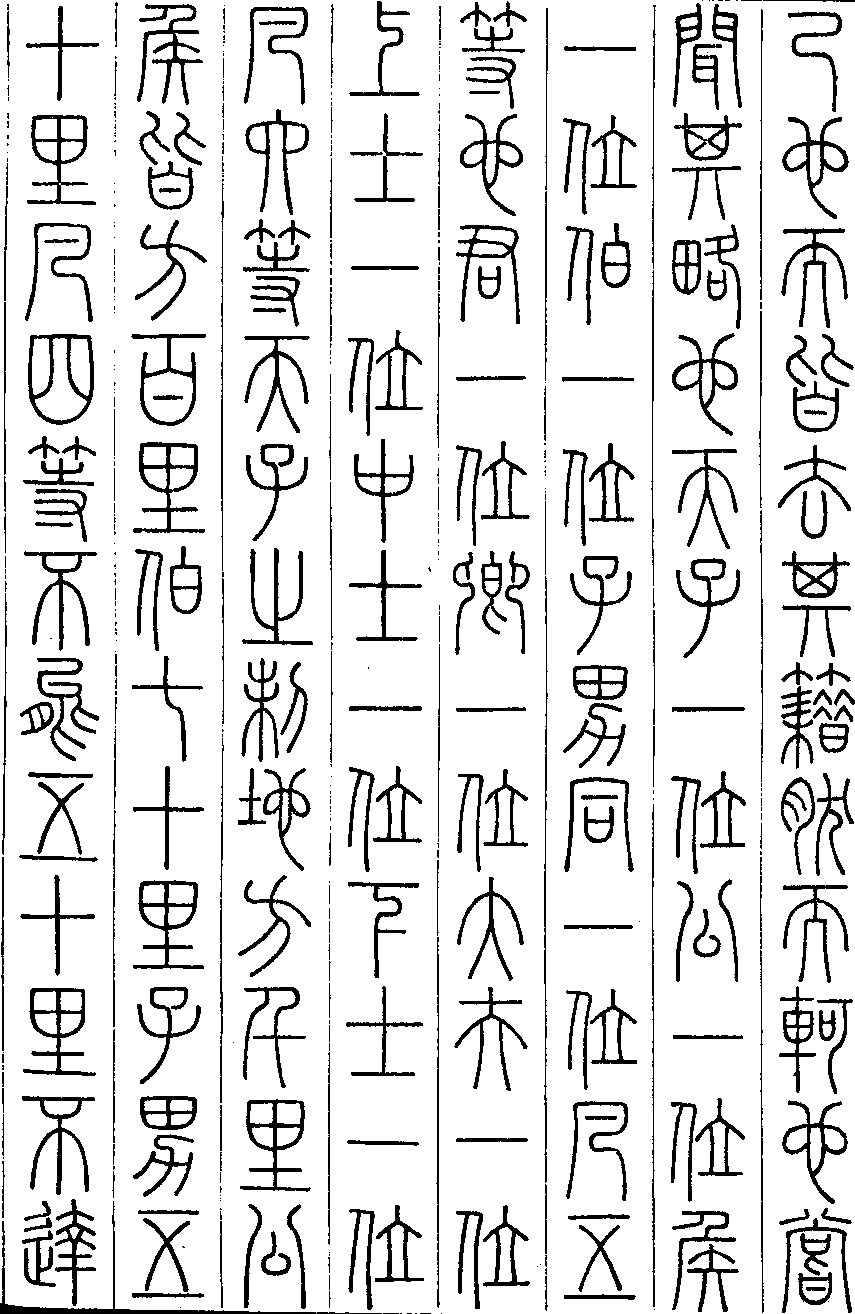 己也而皆去其籍然而軻也嘗
聞其略也天子一位公一位侯
一位伯一位子男同一位凡五
等也君一位卿一位大夫一位
上士一位中士一位下士一位
凡六等天子之制地方千里公
侯皆方百里伯七十里子男五
十里凡四等不能五十里不達